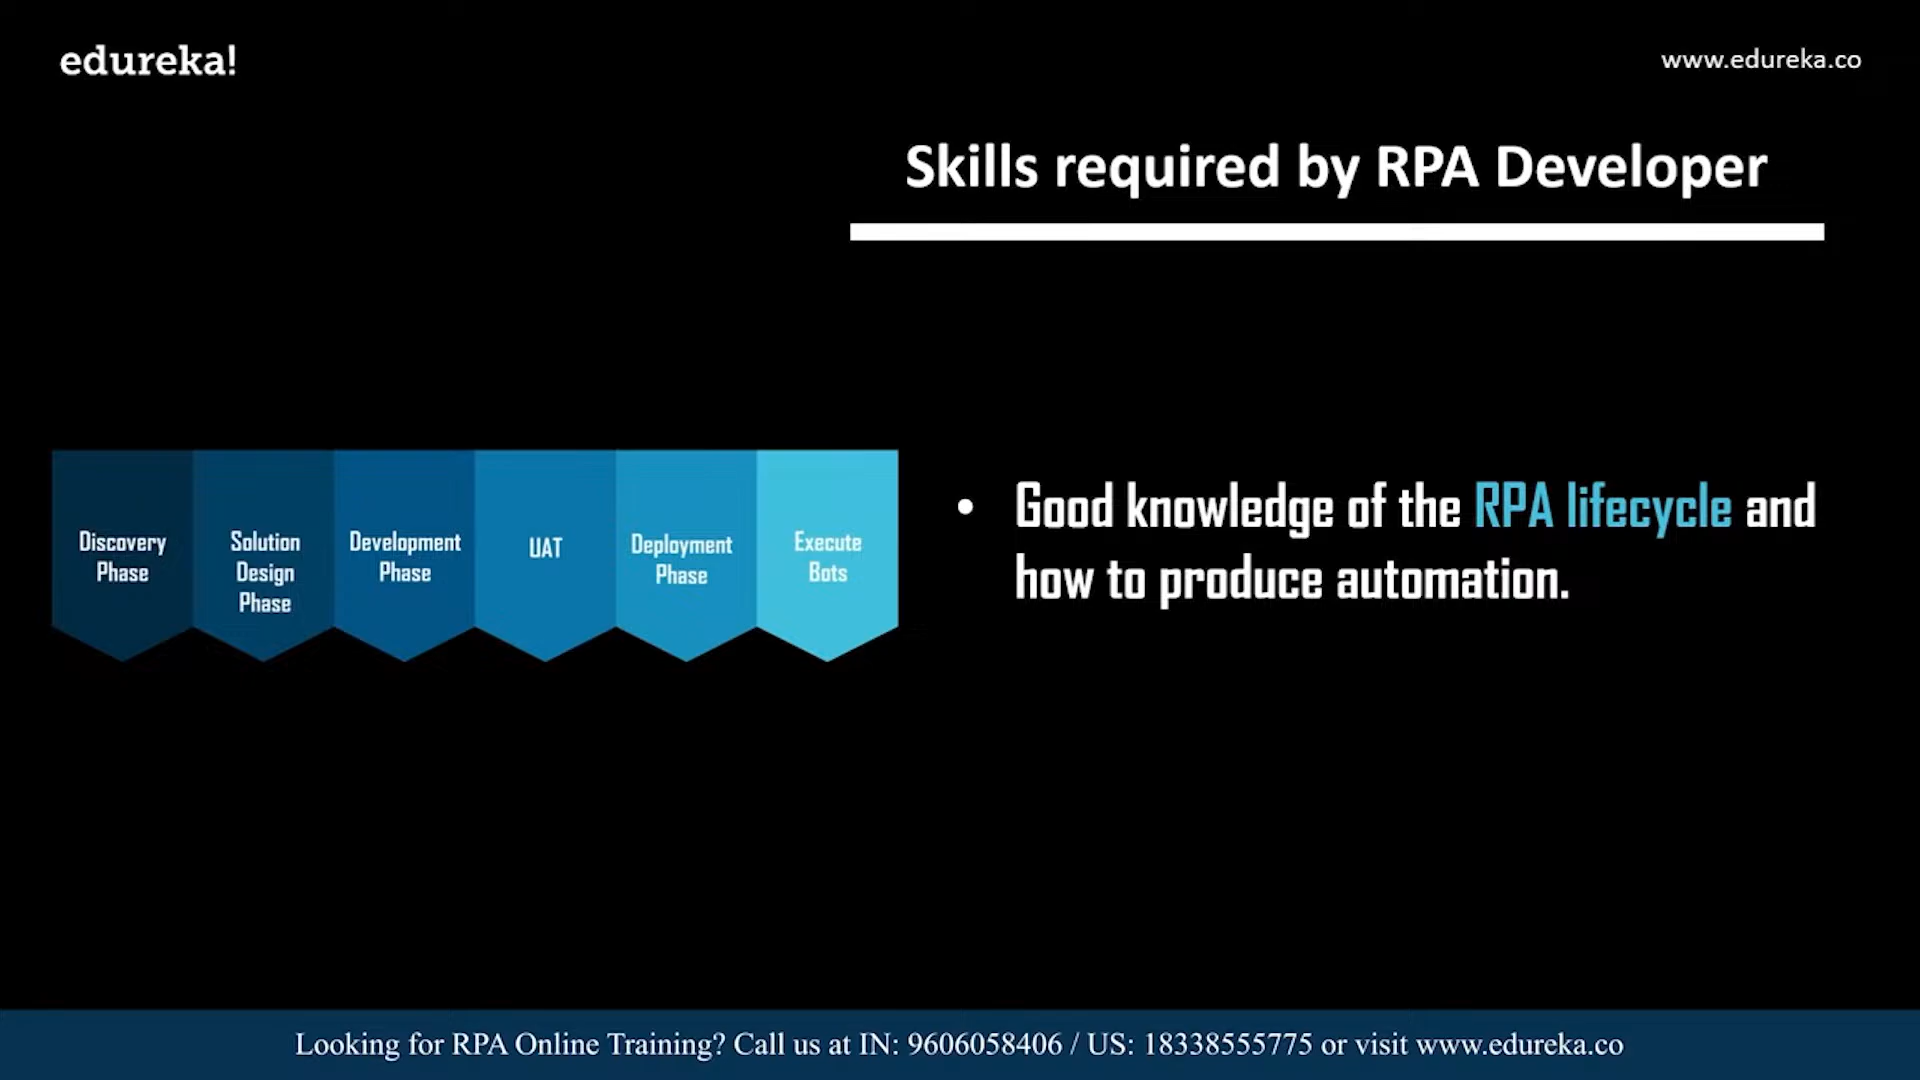 edureka!
www.edureka.co
Skills required by RPA Developer
Discovery
Phase
Solution
Design
Phase
Development
Phase
UAT
Deployment
Phase
Execute
Bots
• Good knowledge of the RPA lifecycle and
how to produce automation.
Looking for RPA Online Training? Call us at IN: 9606058406 / US: 18338555775 or visit www.edureka.co